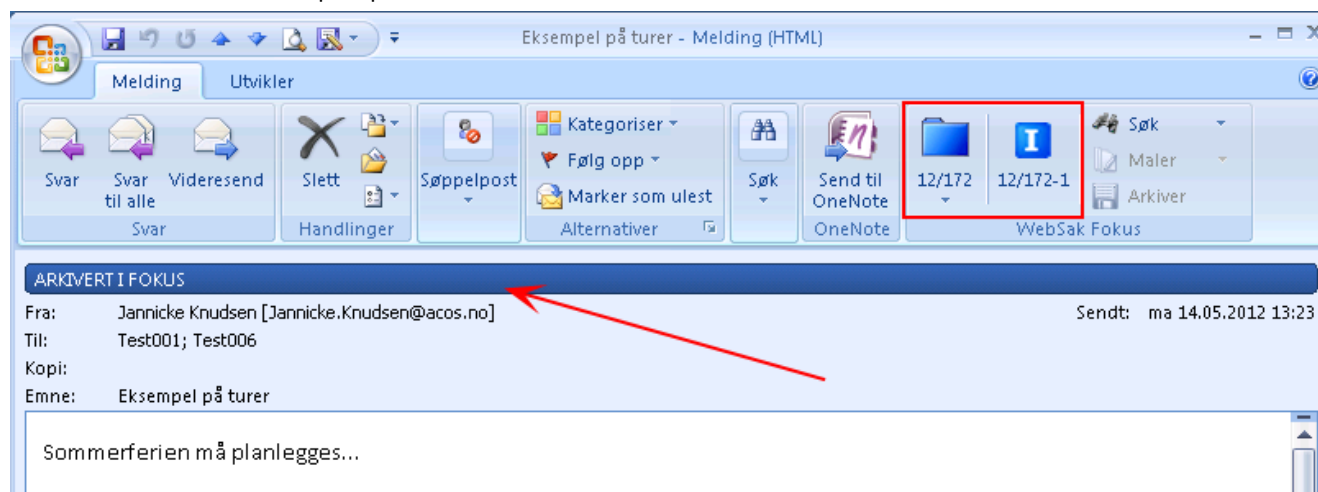 Eksempel på turer - Melding (HTML)
Melding Utvikler
Svar
Svar til alle
Videresend
Svar
Slett
Handlinger
Søppelpost
Kategoriser
Følg opp
Marker som ulest
Alternativer
Søk
Send til OneNote
OneNote
12/172
12/172-1
Søk
Maler
Arkiver
WebSak Fokus
ARKIVERT I FOKUS
Fra: Jannicke Knudsen [Jannicke.Knudsen@acos.no] Sendt: ma 14.05.2012 13:23
Til: Test001; Test006
Kopi:
Emne: Eksempel på turer
Sommerferien må planlegges...